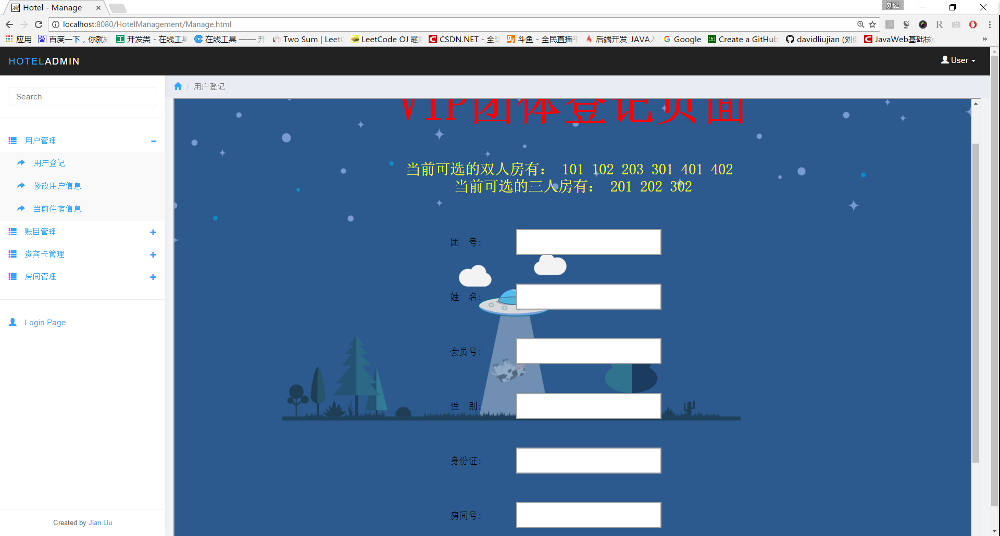 Hotel - Manage
刘健
localhost:8080/HotelManagement/Manage.html
应用 百度一下，你就知 开发类 - 在线工具 在线工具 —— 开 Two Sum | LeetC LeetCode OJ 题 CSDN.NET - 全球 斗鱼 - 全民直播平 后端开发_JAVA入 Google Create a GitHub davidliujian (刘健 JavaWeb基础核心 »
HOTELADMIN
User
Search
用户登记
用户管理
用户登记
修改用户信息
当前住宿信息
账目管理
贵宾卡管理
房间管理
Login Page
Created by Jian Liu
VIP团体登记页面
当前可选的双人房有： 101 102 203 301 401 402
当前可选的三人房有： 201 202 302
团 号：
姓 名：
会员号：
性 别：
身份证：
房间号：